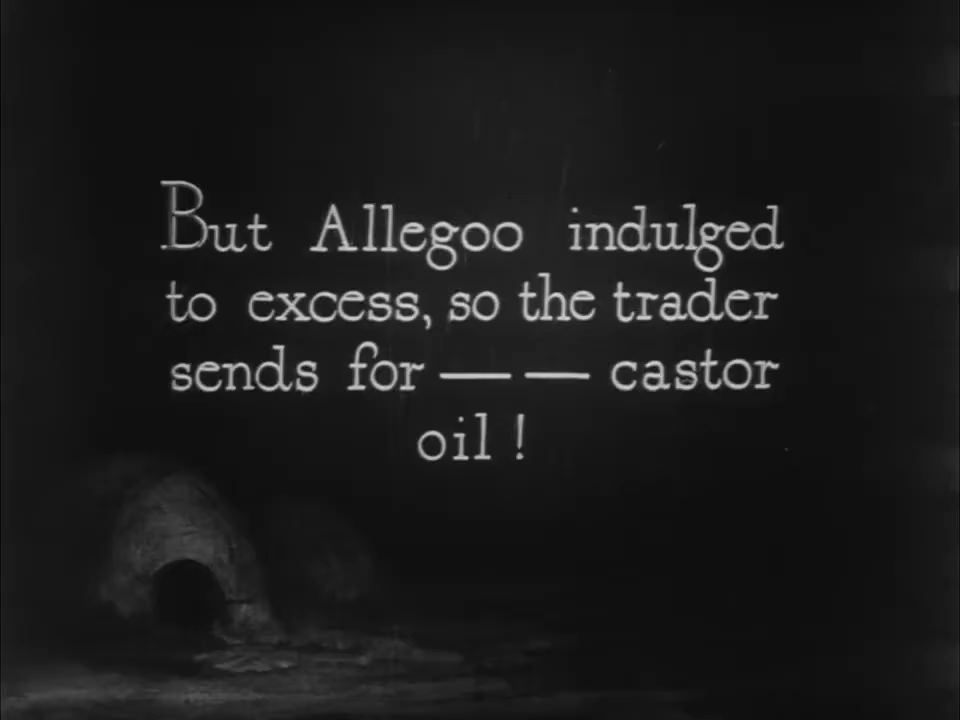 But Allegoo indulged
to excess, so the trader
sends for — — castor
oil !